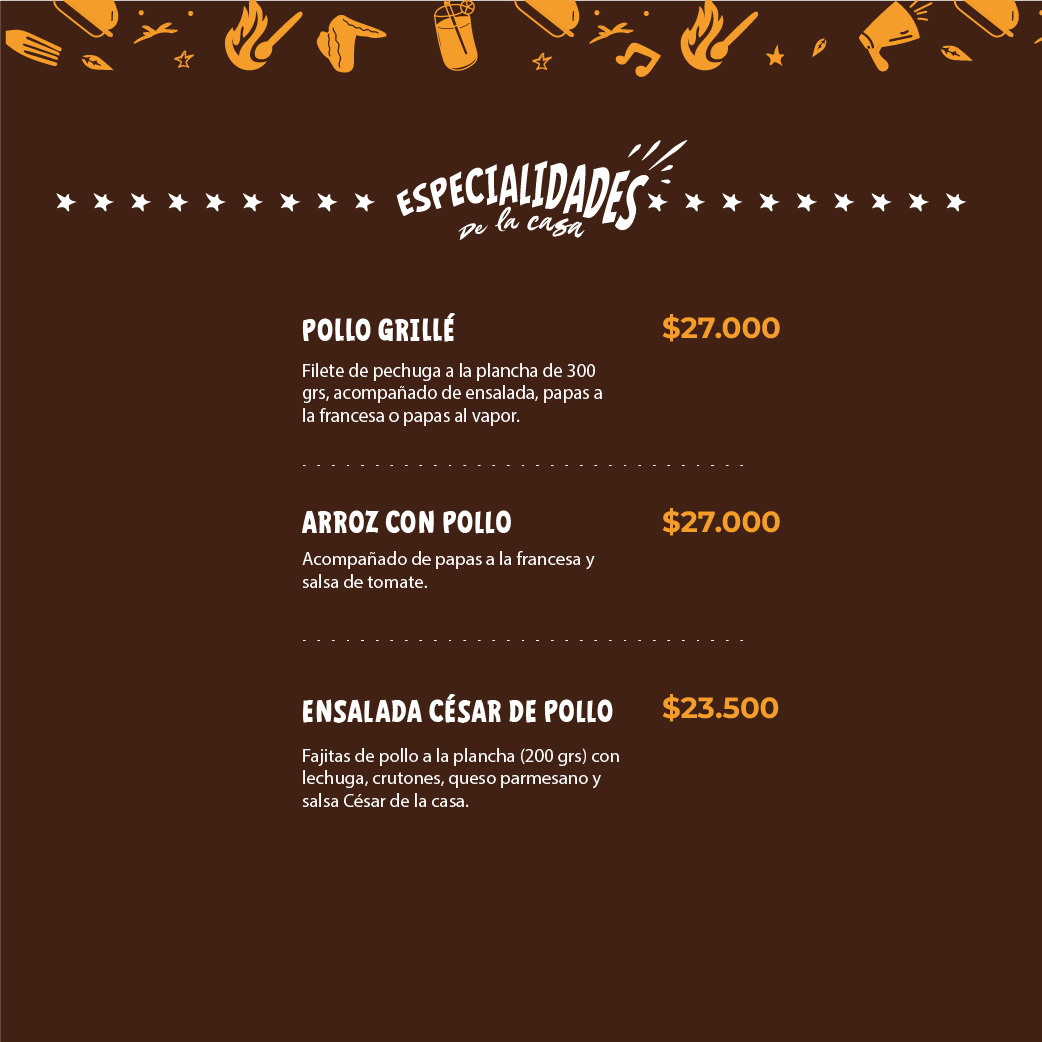 ESPECIALIDADES
De la casa
POLLO GRILLÉ $27.000
Filete de pechuga a la plancha de 300
grs, acompañado de ensalada, papas a
la francesa o papas al vapor.
ARROZ CON POLLO $27.000
Acompañado de papas a la francesa y
salsa de tomate.
ENSALADA CÉSAR DE POLLO $23.500
Fajitas de pollo a la plancha (200 grs) con
lechuga, crutones, queso parmesano y
salsa César de la casa.